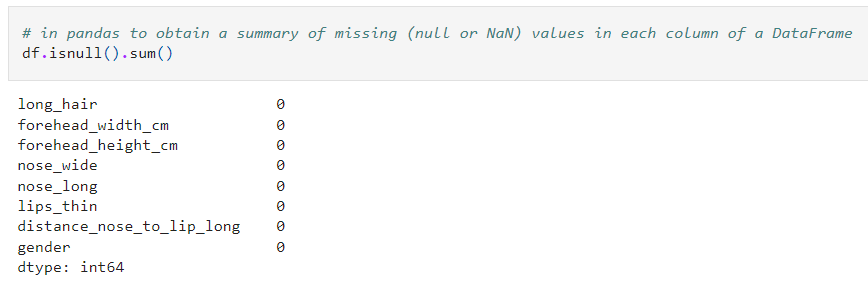 # in pandas to obtain a summary of missing (null or NaN) values in each column of a DataFrame
df.isnull().sum()
long_hair 0
forehead_width_cm 0
forehead_height_cm 0
nose_wide 0
nose_long 0
lips_thin 0
distance_nose_to_lip_long 0
gender 0
dtype: int64